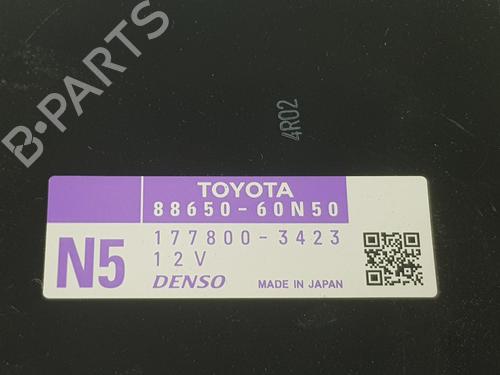 B-PARTS
4R02
TOYOTA
88650-60N50
N5
177800-3423
12V
DENSO
MADE IN JAPAN